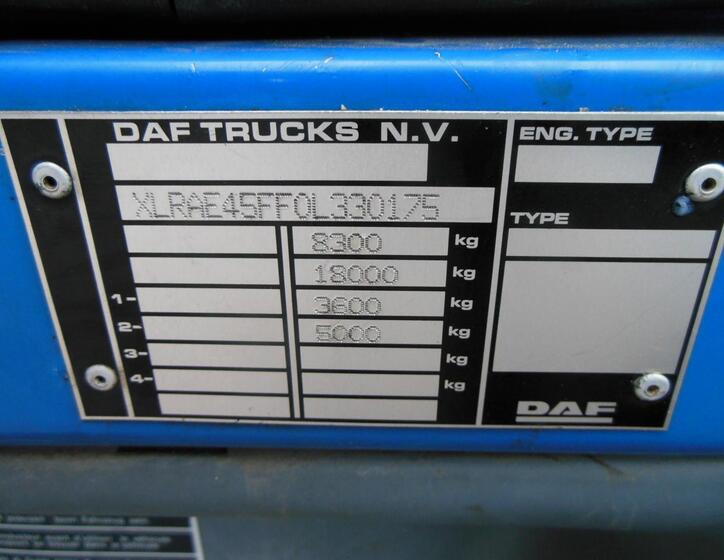 DAF TRUCKS N.V.
XLRAE45FF0L330175
8300 kg
18000 kg
1- 3600 kg
2- 5000 kg
3- kg
4- kg
ENG. TYPE
TYPE
DAF